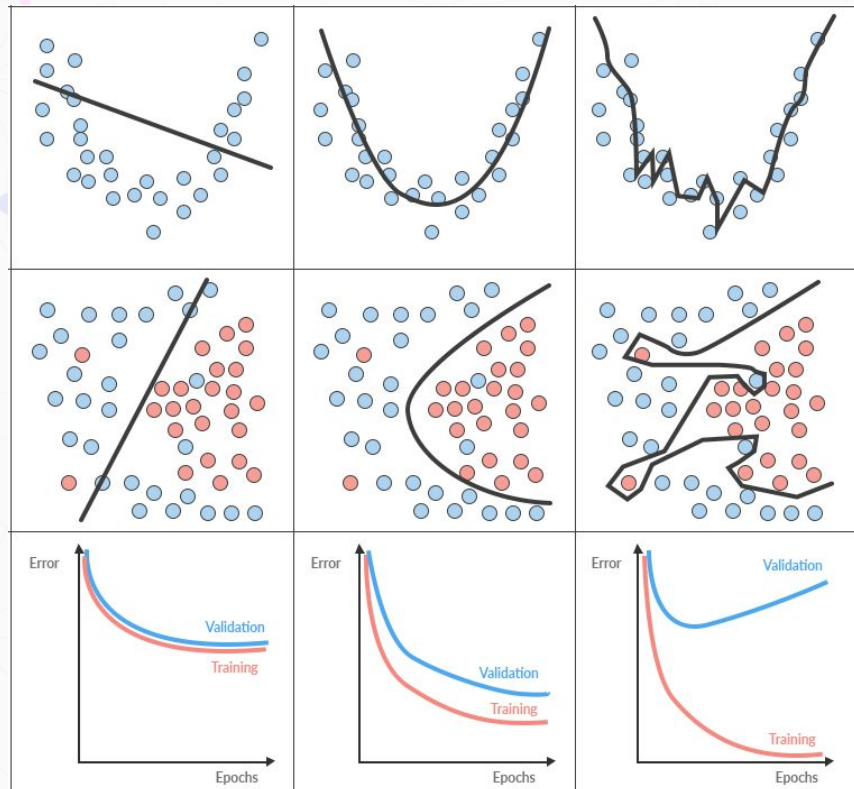 Error
Validation
Training
Epochs
Error
Validation
Training
Epochs
Error
Validation
Training
Epochs